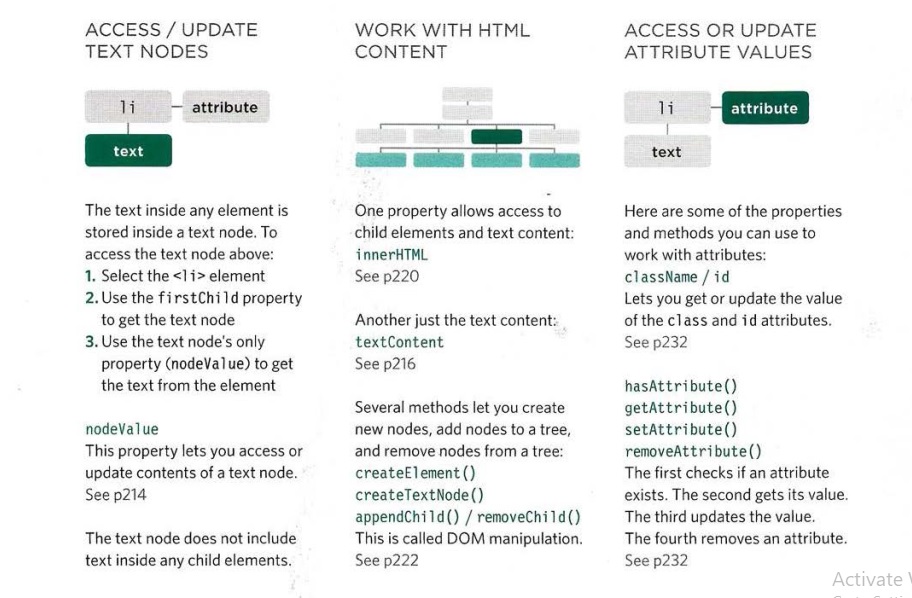 ACCESS / UPDATE
TEXT NODES
li
attribute
text
The text inside any element is
stored inside a text node. To
access the text node above:
1. Select the <li> element
2. Use the firstChild property
to get the text node
3. Use the text node's only
property (nodeValue) to get
the text from the element
nodeValue
This property lets you access or
update contents of a text node.
See p214
The text node does not include
text inside any child elements.
WORK WITH HTML
CONTENT
One property allows access to
child elements and text content:
innerHTML
See p220
Another just the text content:
textContent
See p216
Several methods let you create
new nodes, add nodes to a tree,
and remove nodes from a tree:
createElement()
createTextNode()
appendChild() / removeChild()
This is called DOM manipulation.
See p222
ACCESS OR UPDATE
ATTRIBUTE VALUES
li
attribute
text
Here are some of the properties
and methods you can use to
work with attributes:
className / id
Lets you get or update the value
of the class and id attributes.
See p232
hasAttribute()
getAttribute()
setAttribute()
removeAttribute()
The first checks if an attribute
exists. The second gets its value.
The third updates the value.
The fourth removes an attribute.
See p232
Activate